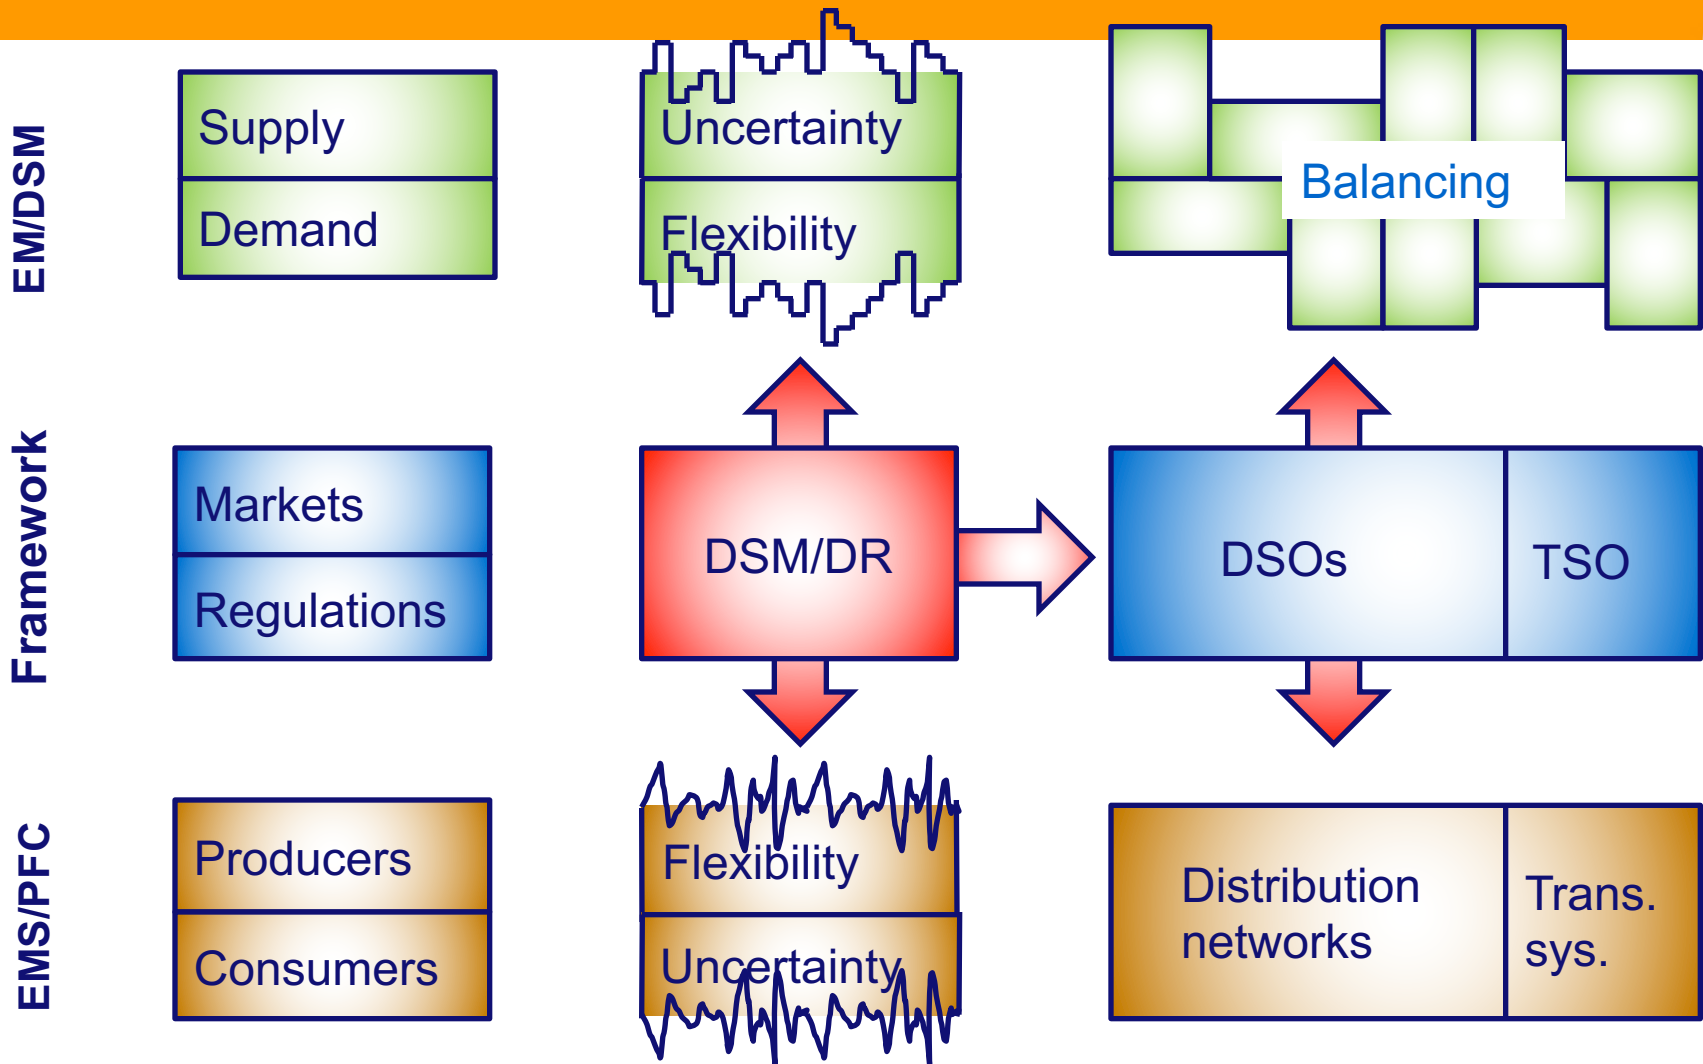 EM/DSM
Supply
Demand
Uncertainty
Flexibility
Balancing
Framework
Markets
Regulations
DSM/DR
DSOs
TSO
EMS/PFC
Producers
Consumers
Flexibility
Uncertainty
Distribution
networks
Trans.
sys.